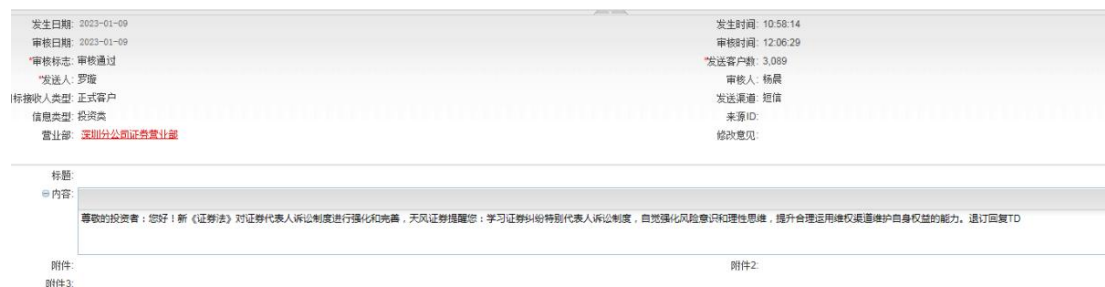 发生日期: 2023-01-09 发生时间: 10:58:14
审核日期: 2023-01-09 审核时间: 12:06:29
*审核标志: 审核通过 *发送客户数: 3,089
*发送人: 罗璇 审核人: 杨晨
标接收人类型: 正式客户 发送渠道: 短信
信息类型: 投资类 来源ID:
营业部: 深圳分公司证券营业部 修改意见:
标题:
内容:
尊敬的投资者：您好！新《证券法》对证券代表人诉讼制度进行强化和完善，天风证券提醒您：学习证券纠纷特别代表人诉讼制度，自觉强化风险意识和理性思维，提升合理运用维权渠道维护自身权益的能力。退订回复TD
附件: 附件2:
附件3: